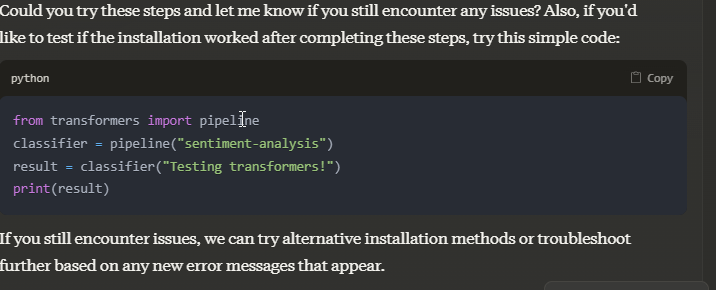 Could you try these steps and let me know if you still encounter any issues? Also, if you'd
like to test if the installation worked after completing these steps, try this simple code:
python
Copy
from transformers import pipeline
classifier = pipeline("sentiment-analysis")
result = classifier("Testing transformers!")
print(result)
If you still encounter issues, we can try alternative installation methods or troubleshoot
further based on any new error messages that appear.